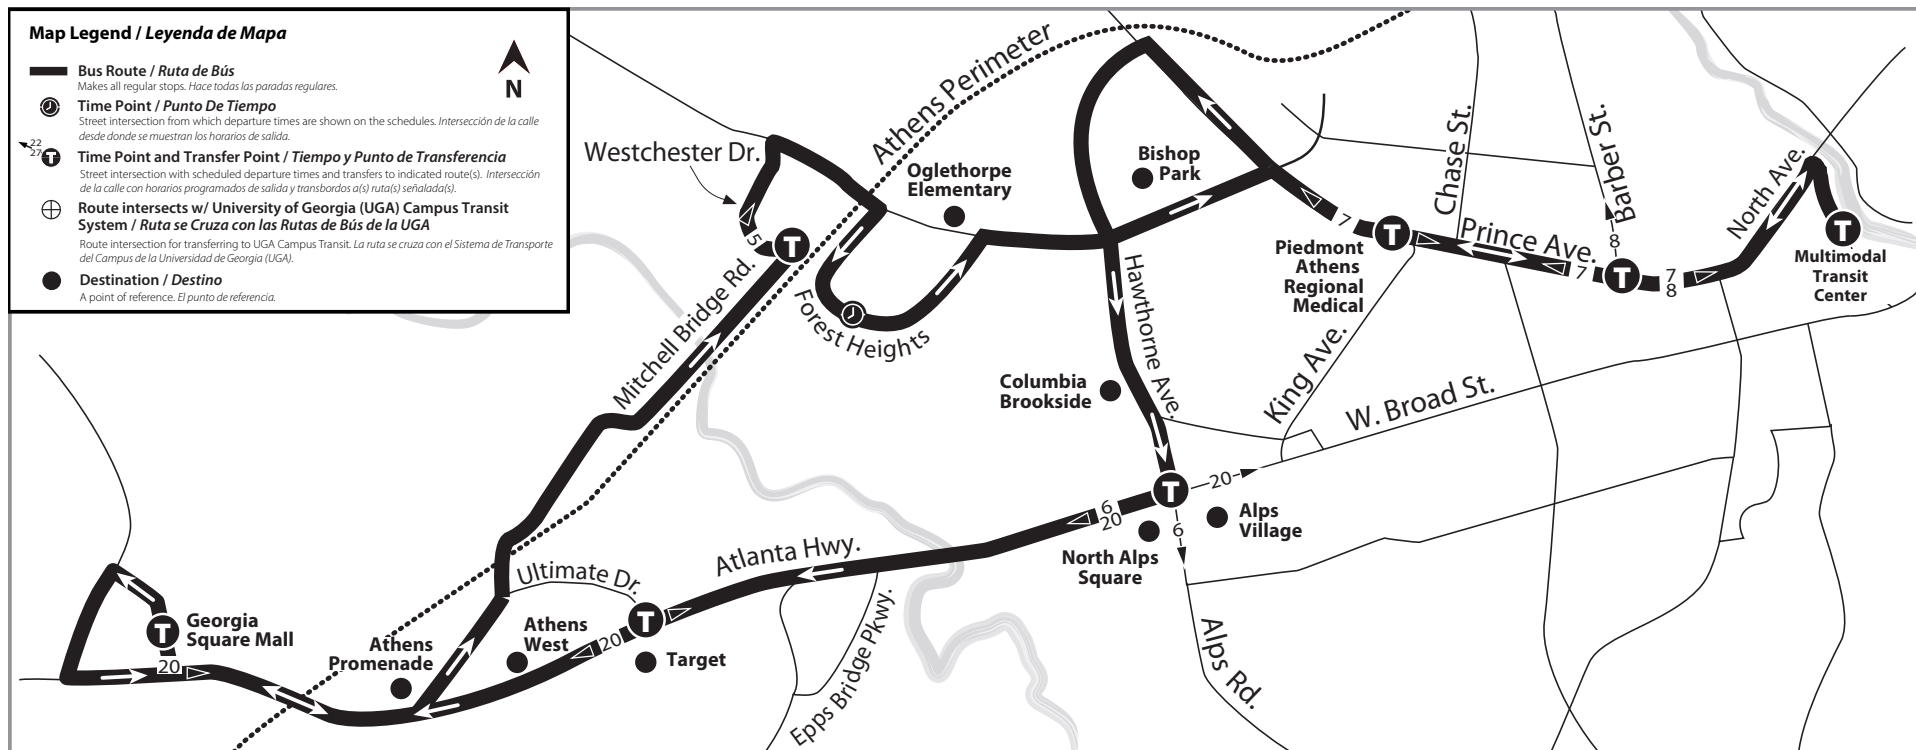 Map Legend / Leyenda de Mapa
Bus Route / Ruta de Bús
Makes all regular stops. Hace todas las paradas regulares.
Time Point / Punto De Tiempo
Street intersection from which departure times are shown on the schedules. Intersección de la calle
desde donde se muestran los horarios de salida.
22
27
T
Time Point and Transfer Point / Tiempo y Punto de Transferencia
Street intersection with scheduled departure times and transfers to indicated route(s). Intersección
de la calle con horarios programados de salida y transbordos a(s) ruta(s) señalada(s).
Route intersects w/ University of Georgia (UGA) Campus Transit
System / Ruta se Cruza con las Rutas de Bús de la UGA
Route intersection for transferring to UGA Campus Transit. La ruta se cruza con el Sistema de Transporte
del Campus de la Universidad de Georgia (UGA).
Destination / Destino
A point of reference. El punto de referencia.
N
Athens Perimeter
Westchester Dr.
Oglethorpe
Elementary
Bishop
Park
Chase St.
Barber St.
North Ave.
5
T
7
T
Prince Ave.
7
8
T
7
8
T
Multimodal
Transit
Center
Piedmont
Athens
Regional
Medical
Mitchell Bridge Rd.
Forest Heights
Hawthorne Ave.
King Ave.
Columbia
Brookside
W. Broad St.
T
20
6
20
6
Alps
Village
North Alps
Square
Atlanta Hwy.
Ultimate Dr.
T
20
Athens
West
Target
Athens
Promenade
Georgia
Square Mall
T
20
Epps Bridge Pkwy.
Alps Rd.